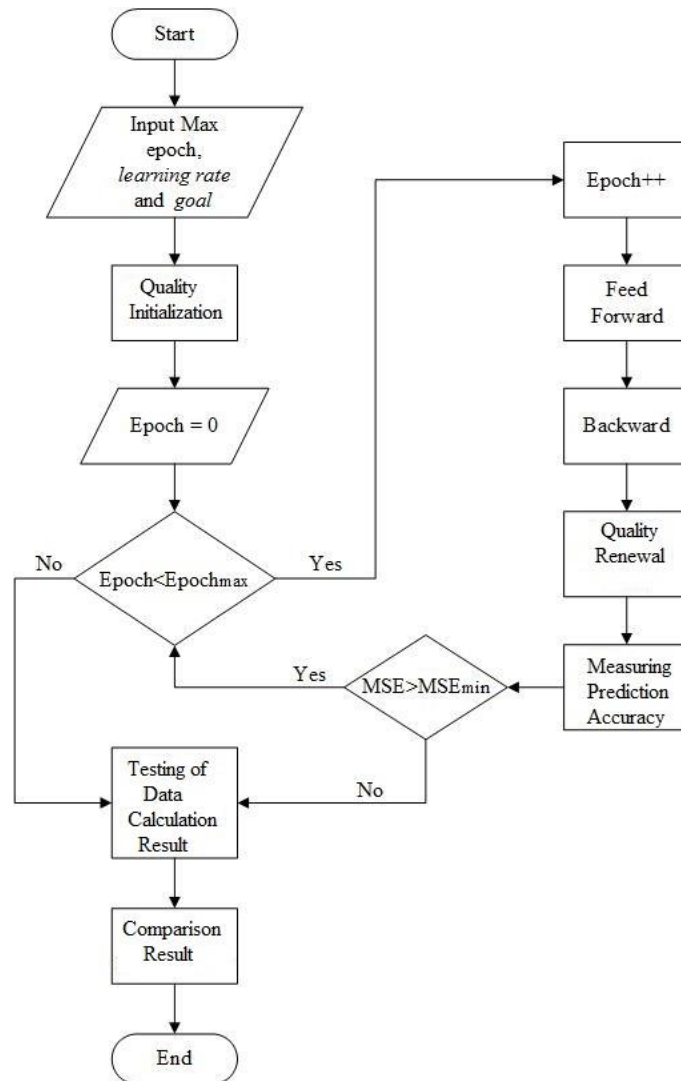 Start
Input Max
epoch,
learning rate
and goal
Quality
Initialization
Epoch = 0
Epoch<Epochmax
No
Yes
Epoch++
Feed
Forward
Backward
Quality
Renewal
Measuring
Prediction
Accuracy
MSE>MSEmin
Yes
No
Testing of
Data
Calculation
Result
Comparison
Result
End